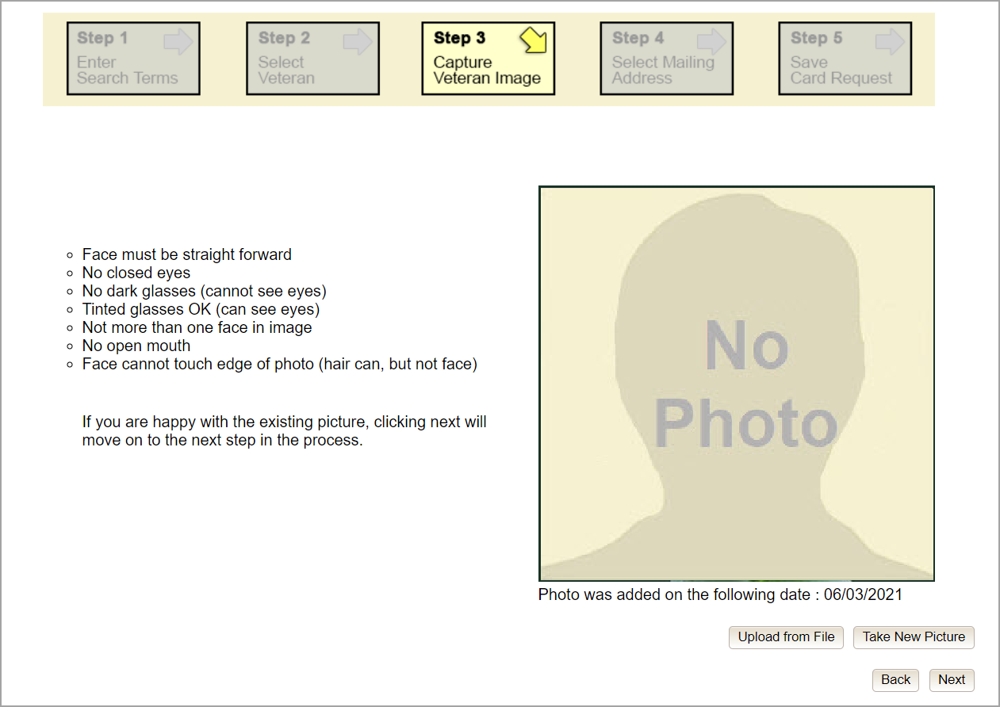 Step 1
Enter
Search Terms
Step 2
Select
Veteran
Step 3
Capture
Veteran Image
Step 4
Select Mailing
Address
Step 5
Save
Card Request
Face must be straight forward
No closed eyes
No dark glasses (cannot see eyes)
Tinted glasses OK (can see eyes)
Not more than one face in image
No open mouth
Face cannot touch edge of photo (hair can, but not face)
If you are happy with the existing picture, clicking next will
move on to the next step in the process.
No
Photo
Photo was added on the following date : 06/03/2021
Upload from File
Take New Picture
Back
Next